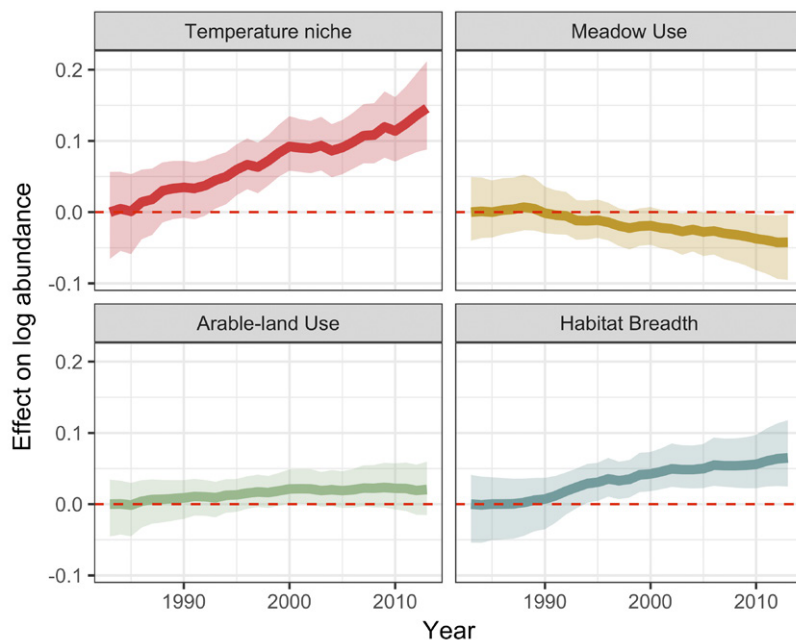 Temperature niche
Meadow Use
0.2
0.1
0.0
-0.1
Arable-land Use
Habitat Breadth
0.2
0.1
0.0
-0.1
1990 2000 2010
1990 2000 2010
Effect on log abundance
Year